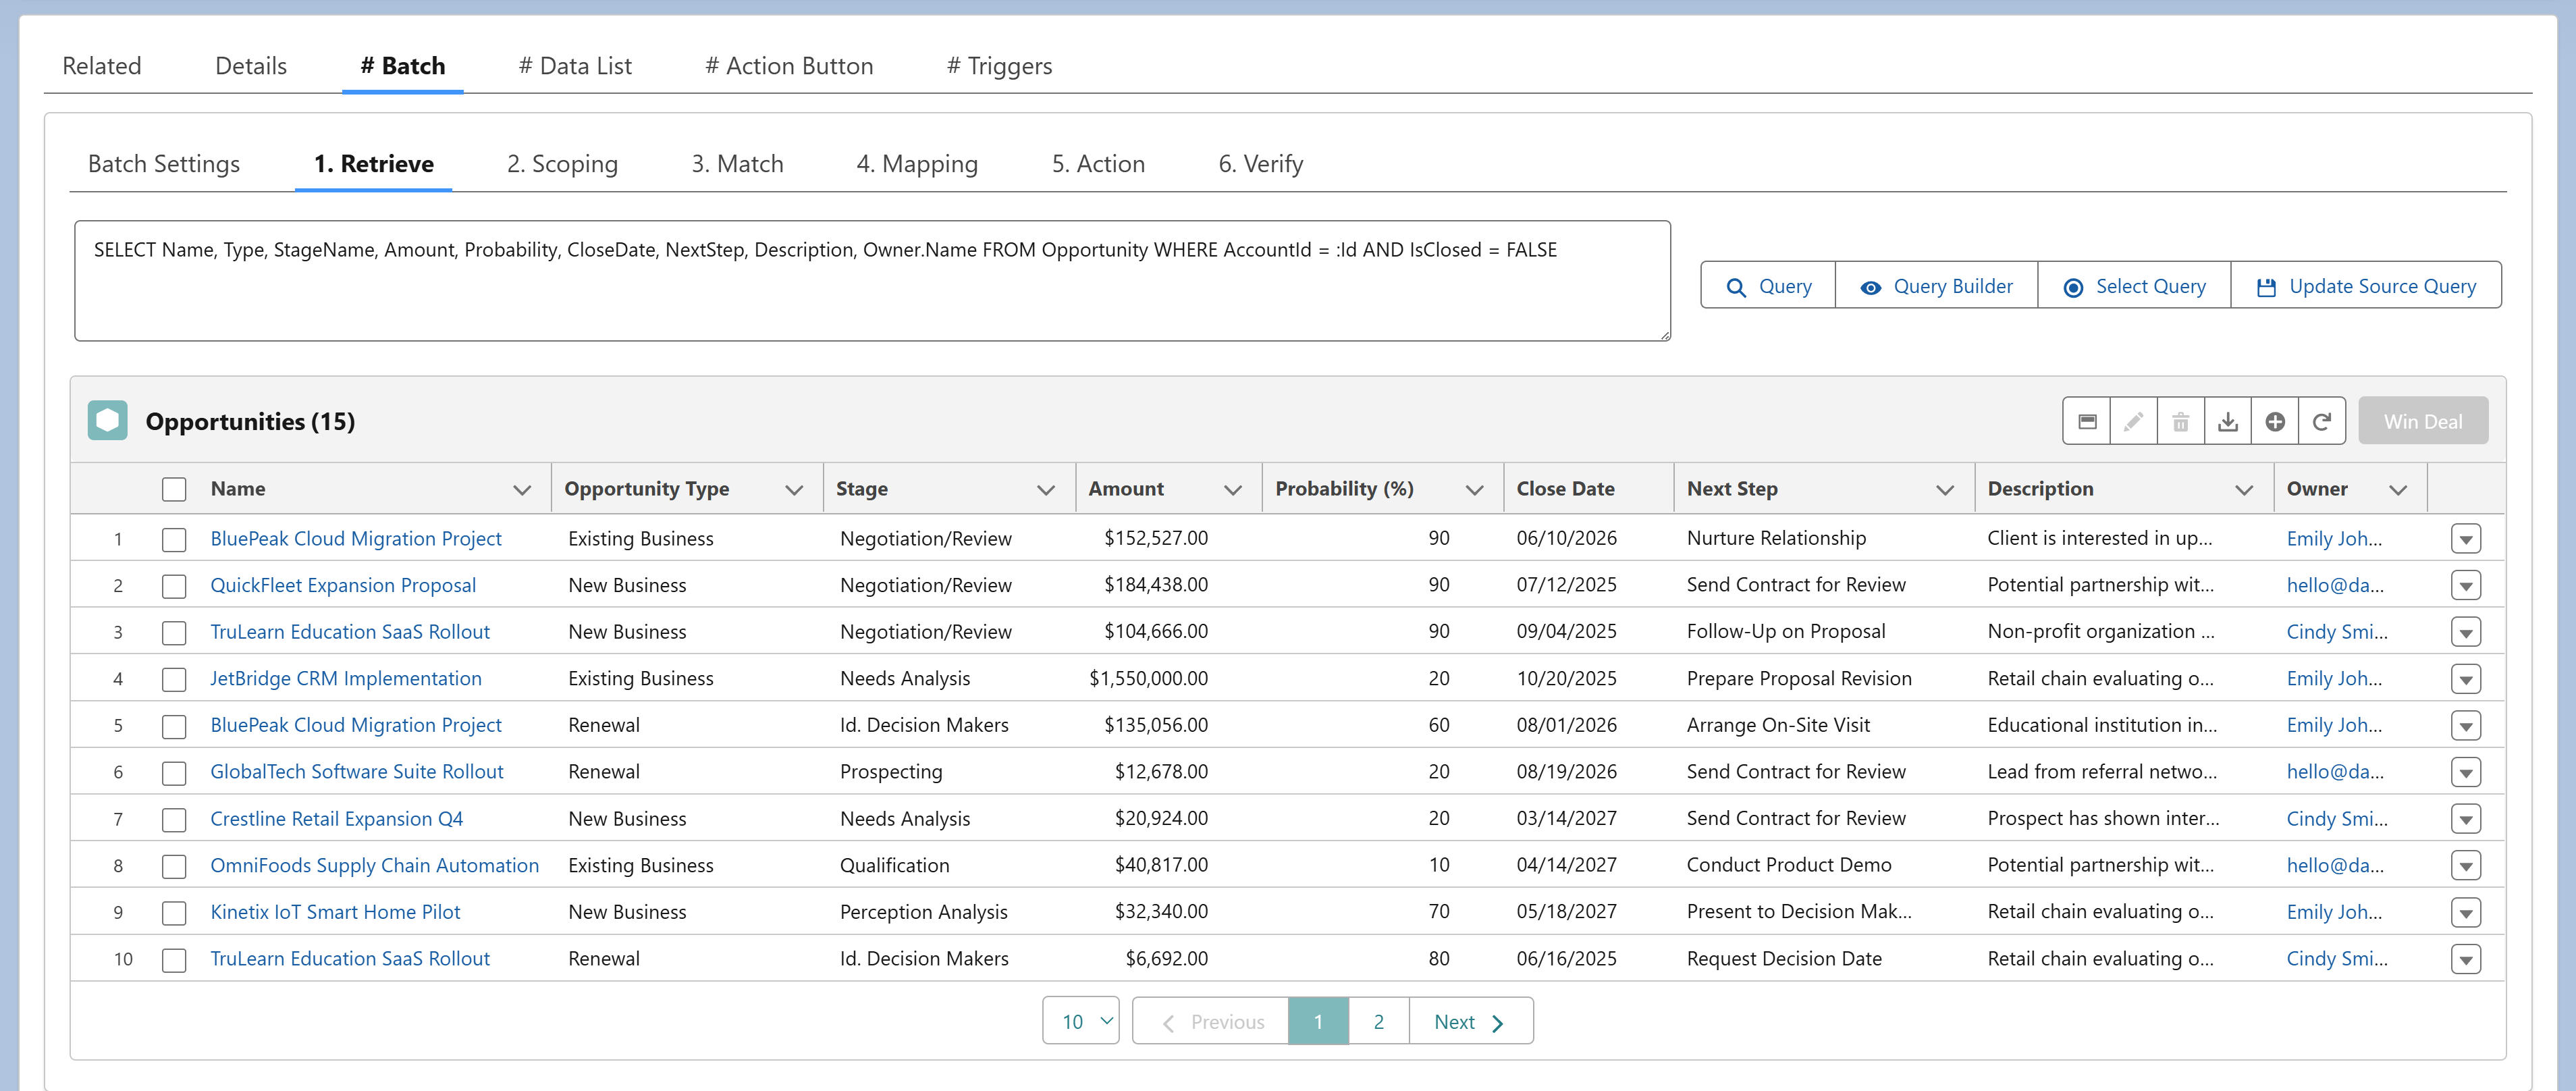 Related Details # Batch # Data List # Action Button # Triggers
Batch Settings 1. Retrieve 2. Scoping 3. Match 4. Mapping 5. Action 6. Verify
SELECT Name, Type, StageName, Amount, Probability, CloseDate, NextStep, Description, Owner.Name FROM Opportunity WHERE AccountId = :Id AND IsClosed = FALSE
Query Query Builder Select Query Update Source Query
Opportunities (15) Win Deal
Name Opportunity Type Stage Amount Probability (%) Close Date Next Step Description Owner
1 BluePeak Cloud Migration Project Existing Business Negotiation/Review $152,527.00 90 06/10/2026 Nurture Relationship Client is interested in up... Emily Joh...
2 QuickFleet Expansion Proposal New Business Negotiation/Review $184,438.00 90 07/12/2025 Send Contract for Review Potential partnership wit... hello@da...
3 TruLearn Education SaaS Rollout New Business Negotiation/Review $104,666.00 90 09/04/2025 Follow-Up on Proposal Non-profit organization ... Cindy Smi...
4 JetBridge CRM Implementation Existing Business Needs Analysis $1,550,000.00 20 10/20/2025 Prepare Proposal Revision Retail chain evaluating o... Emily Joh...
5 BluePeak Cloud Migration Project Renewal Id. Decision Makers $135,056.00 60 08/01/2026 Arrange On-Site Visit Educational institution in... Emily Joh...
6 GlobalTech Software Suite Rollout Renewal Prospecting $12,678.00 20 08/19/2026 Send Contract for Review Lead from referral netwo... hello@da...
7 Crestline Retail Expansion Q4 New Business Needs Analysis $20,924.00 20 03/14/2027 Send Contract for Review Prospect has shown inter... Cindy Smi...
8 OmniFoods Supply Chain Automation Existing Business Qualification $40,817.00 10 04/14/2027 Conduct Product Demo Potential partnership wit... hello@da...
9 Kinetix IoT Smart Home Pilot New Business Perception Analysis $32,340.00 70 05/18/2027 Present to Decision Mak... Retail chain evaluating o... Emily Joh...
10 TruLearn Education SaaS Rollout Renewal Id. Decision Makers $6,692.00 80 06/16/2025 Request Decision Date Retail chain evaluating o... Cindy Smi...
10 Previous 1 2 Next